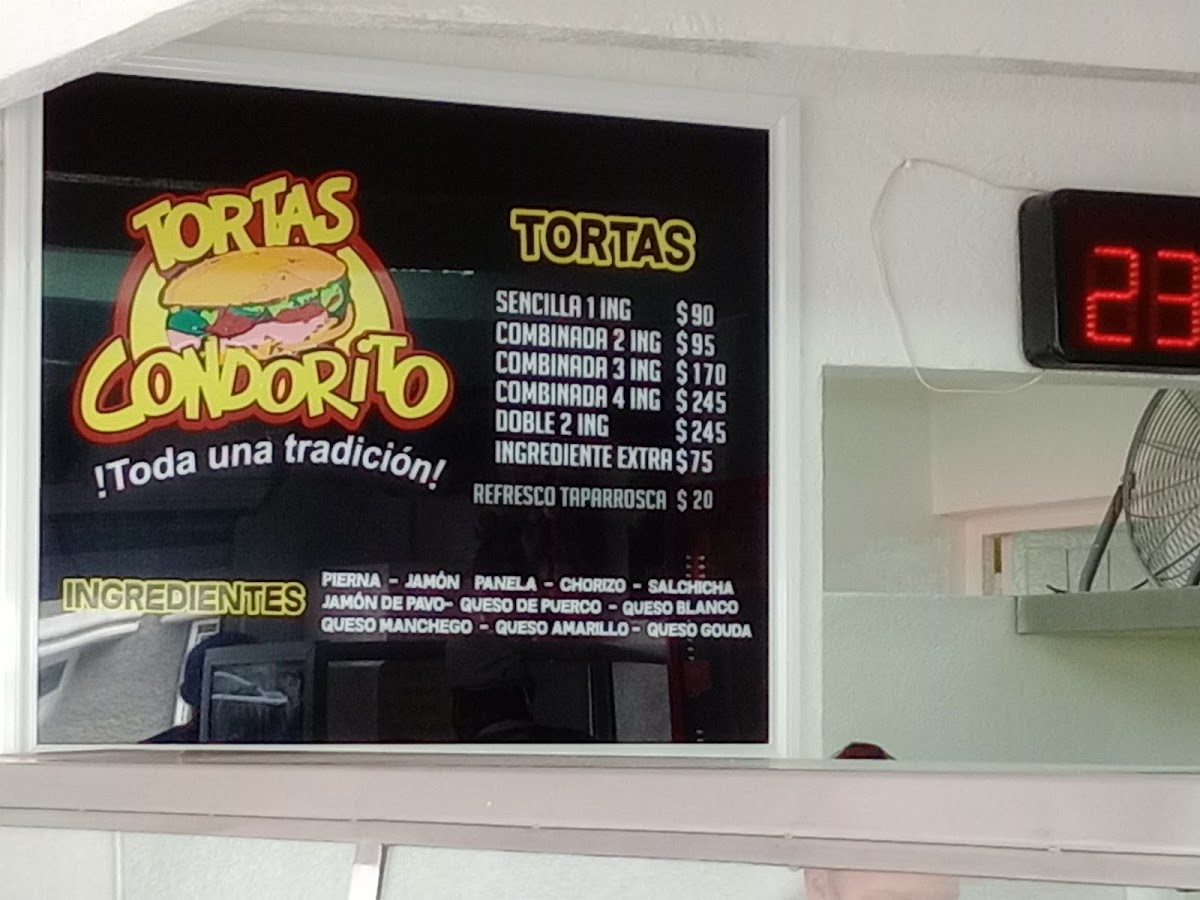 TORTAS
CONDORITO
!Toda una tradición!
TORTAS
SENCILLA 1 ING $90
COMBINADA 2 ING $95
COMBINADA 3 ING $170
COMBINADA 4 ING $245
DOBLE 2 ING $245
INGREDIENTE EXTRA $75
REFRESCO TAPARROSCA $20
INGREDIENTES
PIERNA - JAMÓN PANELA - CHORIZO - SALCHICHA
JAMÓN DE PAVO- QUESO DE PUERCO - QUESO BLANCO
QUESO MANCHEGO - QUESO AMARILLO - QUESO GOUDA
23